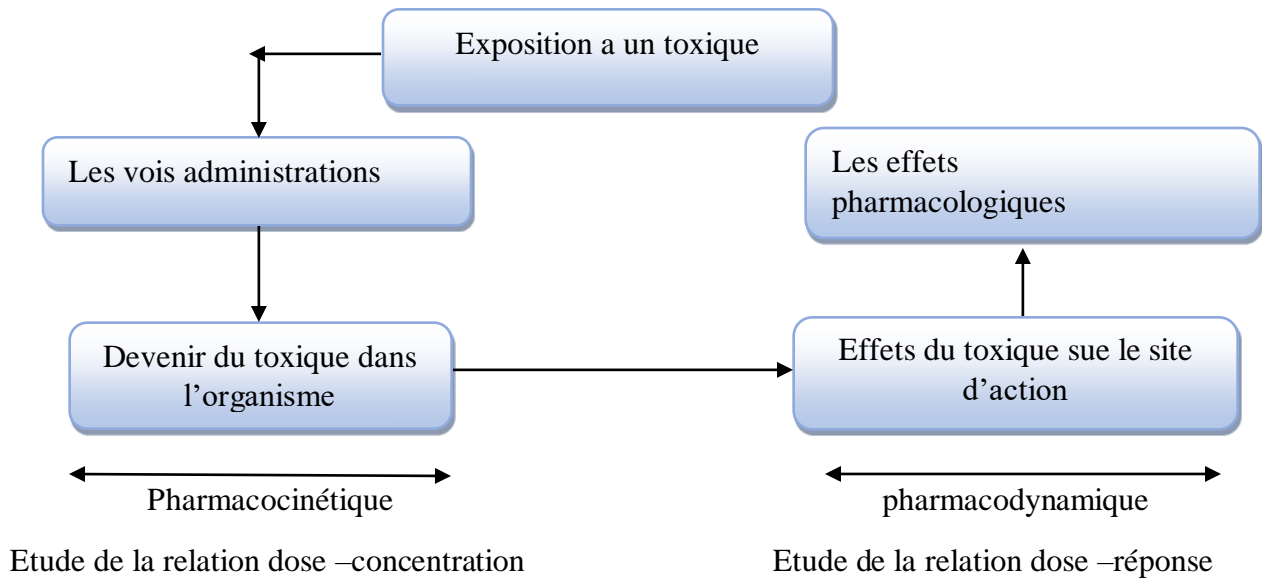 Exposition a un toxique
Les vois administrations
Les effets
pharmacologiques
Devenir du toxique dans
l'organisme
Effets du toxique sue le site
d'action
Pharmacocinétique
pharmacodynamique
Etude de la relation dose –concentration
Etude de la relation dose –réponse